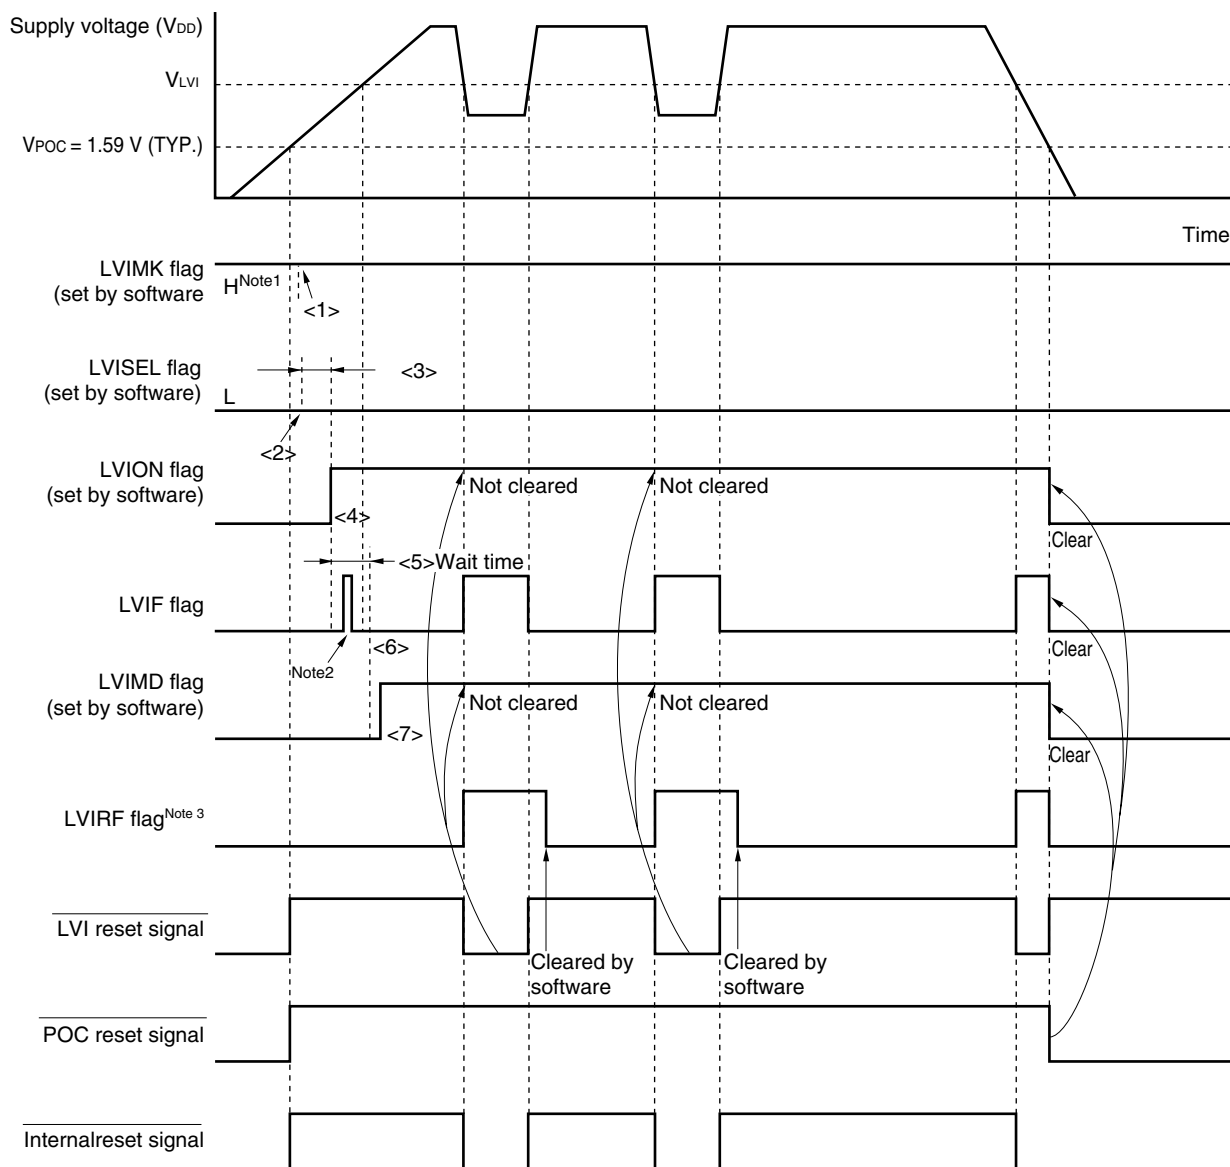 Supply voltage (VDD)
VLVI
VPOC = 1.59 V (TYP.)
Time
LVIMK flag
(set by software
H Note1
<1>
LVISEL flag
(set by software)
L
<3>
<2>
LVION flag
(set by software)
Not cleared
Not cleared
<4>
Clear
<5>Wait time
LVIF flag
Note2
<6>
Clear
LVIMD flag
(set by software)
Not cleared
Not cleared
<7>
Clear
LVIRF flag Note 3
LVI reset signal
Cleared by
software
Cleared by
software
POC reset signal
Internalreset signal